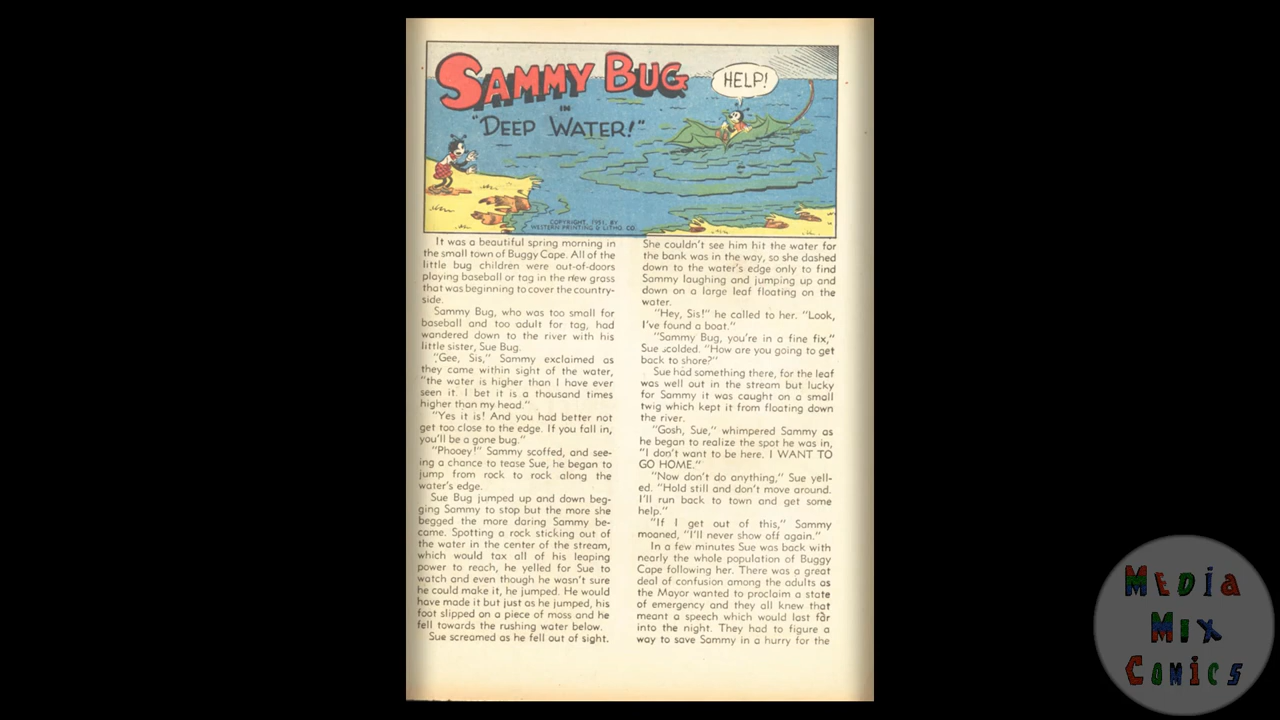 SAMMY BUG
IN
"DEEP WATER!"
HELP!
COPYRIGHT, 1951, BY
WESTERN PRINTING & LITHO. CO.
It was a beautiful spring morning in
the small town of Buggy Cape. All of the
little bug children were out-of-doors
playing baseball or tag in the new grass
that was beginning to cover the country-
side.
Sammy Bug, who was too small for
baseball and too adult for tag, had
wandered down to the river with his
little sister, Sue Bug.
"Gee, Sis," Sammy exclaimed as
they came within sight of the water,
"the water is higher than I have ever
seen it. I bet it is a thousand times
higher than my head."
"Yes it is! And you had better not
get too close to the edge. If you fall in,
you'll be a gone bug."
"Phooey!" Sammy scoffed, and see-
ing a chance to tease Sue, he began to
jump from rock to rock along the
water's edge.
Sue Bug jumped up and down beg-
ging Sammy to stop but the more she
begged the more daring Sammy be-
came. Spotting a rock sticking out of
the water in the center of the stream,
which would tax all of his leaping
power to reach, he yelled for Sue to
watch and even though he wasn't sure
he could make it, he jumped. He would
have made it but just as he jumped, his
foot slipped on a piece of moss and he
fell towards the rushing water below.
Sue screamed as he fell out of sight.
She couldn't see him hit the water for
the bank was in the way, so she dashed
down to the water's edge only to find
Sammy laughing and jumping up and
down on a large leaf floating on the
water.
"Hey, Sis!" he called to her. "Look,
I've found a boat."
"Sammy Bug, you're in a fine fix,"
Sue scolded. "How are you going to get
back to shore?"
Sue had something there, for the leaf
was well out in the stream but lucky
for Sammy it was caught on a small
twig which kept it from floating down
the river.
"Gosh, Sue," whimpered Sammy as
he began to realize the spot he was in,
"I don't want to be here. I WANT TO
GO HOME."
"Now don't do anything," Sue yell-
ed. "Hold still and don't move around.
I'll run back to town and get some
help."
"If I get out of this," Sammy
moaned, "I'll never show off again."
In a few minutes Sue was back with
nearly the whole population of Buggy
Cape following her. There was a great
deal of confusion among the adults as
the Mayor wanted to proclaim a state
of emergency and they all knew that
meant a speech which would last far
into the night. They had to figure a
way to save Sammy in a hurry for the
MEDIA
MIX
COMICS